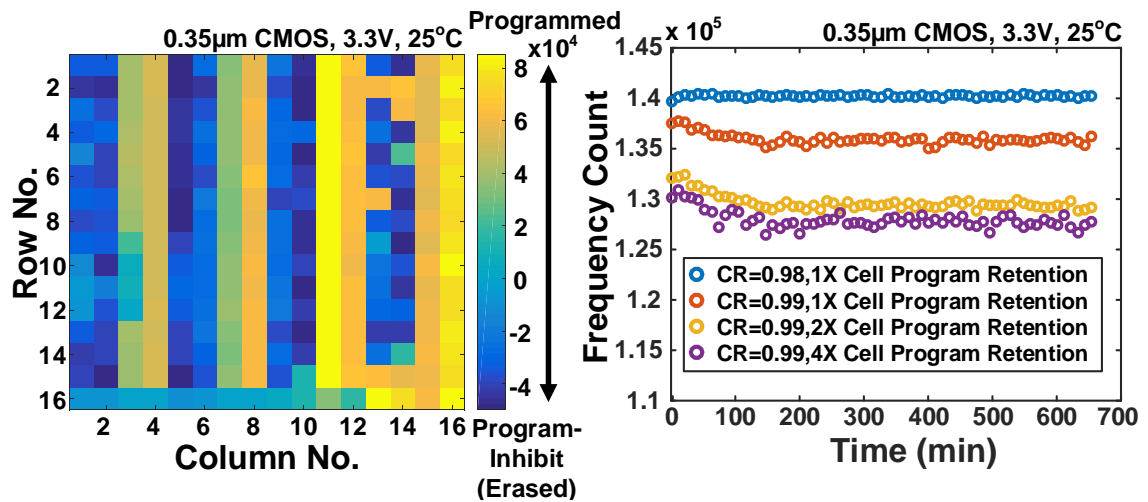 0.35µm CMOS, 3.3V, 25°C
Programmed
x10⁴
8
6
4
2
0
-2
-4
Program-
Inhibit
(Erased)
Row No.
2
4
6
8
10
12
14
16
2 4 6 8 10 12 14 16
Column No.
0.35µm CMOS, 3.3V, 25°C
x 10⁵
Frequency Count
1.45
1.4
1.35
1.3
1.25
1.2
1.15
1.1
CR=0.98,1X Cell Program Retention
CR=0.99,1X Cell Program Retention
CR=0.99,2X Cell Program Retention
CR=0.99,4X Cell Program Retention
0 100 200 300 400 500 600 700
Time (min)